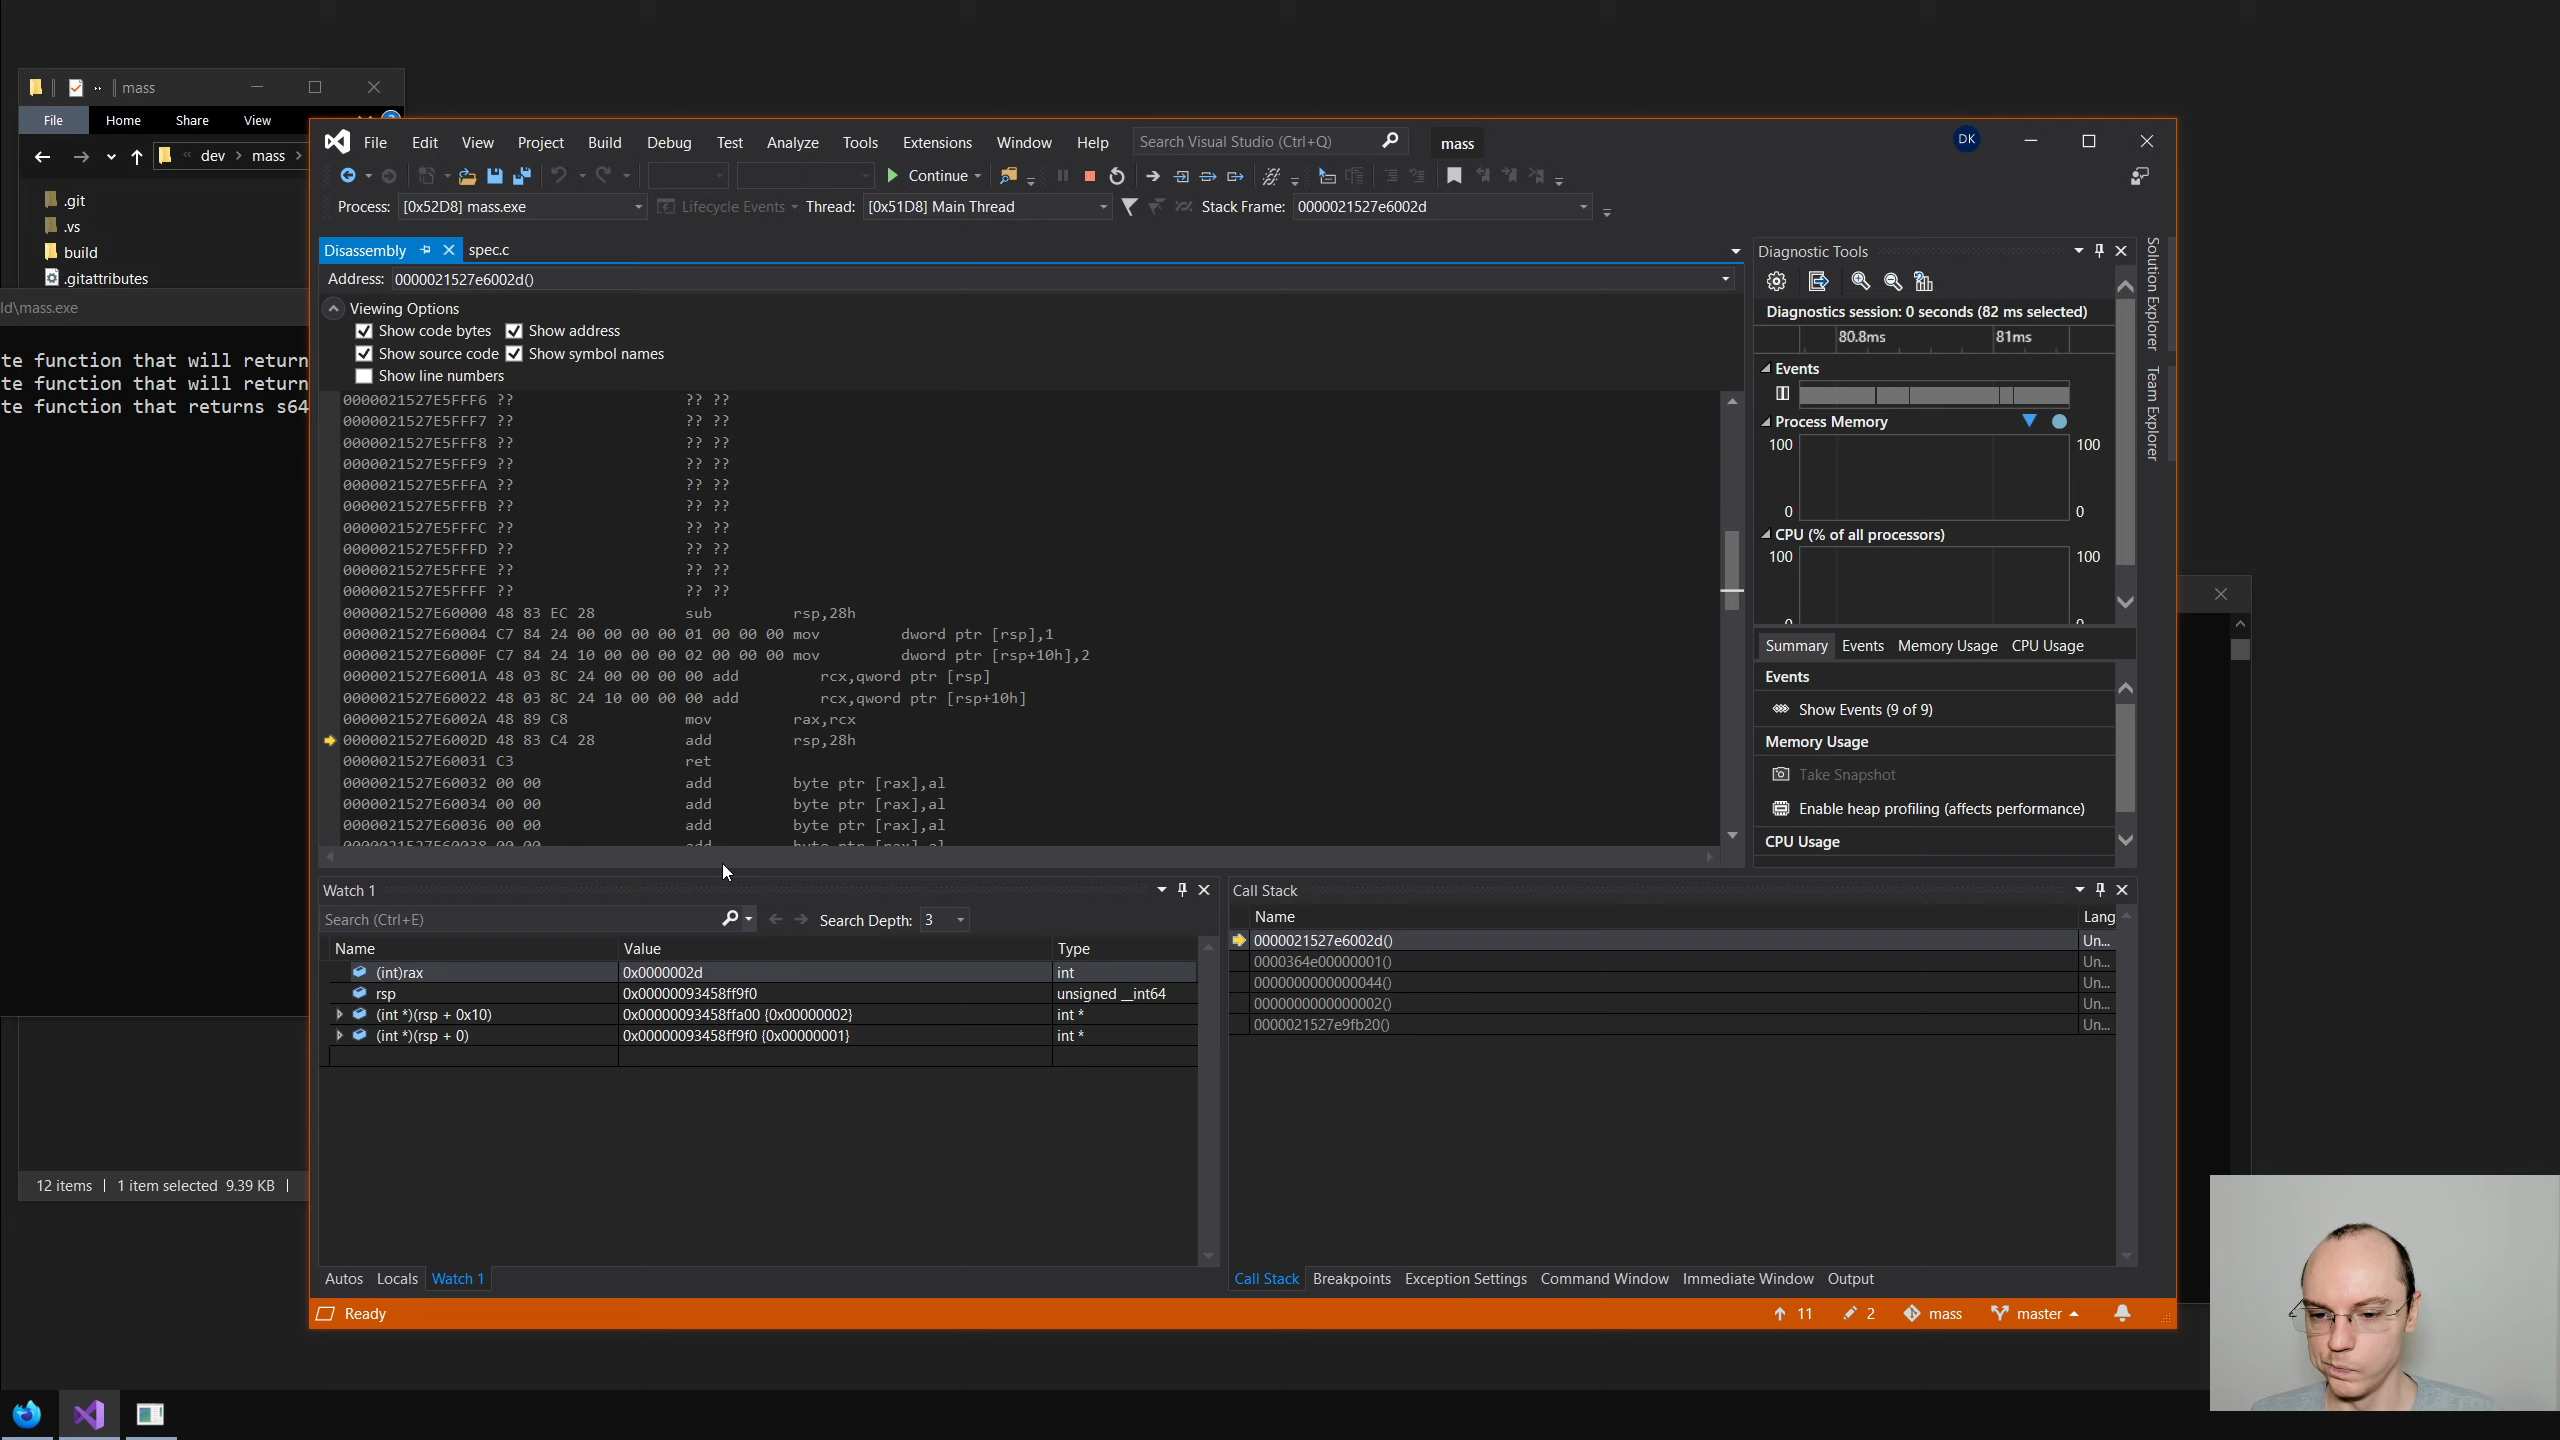 mass
File Home Share View
dev > mass >
.git
.vs
build
.gitattributes
ld\mass.exe
te function that will return
te function that will return
te function that returns s64
12 items | 1 item selected 9.39 KB |
File Edit View Project Build Debug Test Analyze Tools Extensions Window Help Search Visual Studio (Ctrl+Q) mass DK
Continue
Process: [0x52D8] mass.exe Lifecycle Events Thread: [0x51D8] Main Thread Stack Frame: 0000021527e6002d
Disassembly spec.c
Address: 0000021527e6002d()
Viewing Options
Show code bytes Show address
Show source code Show symbol names
Show line numbers
0000021527E5FFF6 ?? ?? ??
0000021527E5FFF7 ?? ?? ??
0000021527E5FFF8 ?? ?? ??
0000021527E5FFF9 ?? ?? ??
0000021527E5FFFA ?? ?? ??
0000021527E5FFFB ?? ?? ??
0000021527E5FFFC ?? ?? ??
0000021527E5FFFD ?? ?? ??
0000021527E5FFFE ?? ?? ??
0000021527E5FFFF ?? ?? ??
0000021527E60000 48 83 EC 28 sub rsp,28h
0000021527E60004 C7 84 24 00 00 00 00 01 00 00 00 mov dword ptr [rsp],1
0000021527E6000F C7 84 24 10 00 00 00 02 00 00 00 mov dword ptr [rsp+10h],2
0000021527E6001A 48 03 8C 24 00 00 00 00 add rcx,qword ptr [rsp]
0000021527E60022 48 03 8C 24 10 00 00 00 add rcx,qword ptr [rsp+10h]
0000021527E6002A 48 89 C8 mov rax,rcx
0000021527E6002D 48 83 C4 28 add rsp,28h
0000021527E60031 C3 ret
0000021527E60032 00 00 add byte ptr [rax],al
0000021527E60034 00 00 add byte ptr [rax],al
0000021527E60036 00 00 add byte ptr [rax],al
0000021527E60038 00 00 add byte ptr [rax],al
Diagnostic Tools
Diagnostics session: 0 seconds (82 ms selected)
80.8ms 81ms
Events
Process Memory
100 100
0 0
CPU (% of all processors)
100 100
0 0
Summary Events Memory Usage CPU Usage
Events
Show Events (9 of 9)
Memory Usage
Take Snapshot
Enable heap profiling (affects performance)
CPU Usage
Solution Explorer
Team Explorer
Watch 1
Search (Ctrl+E) Search Depth: 3
Name Value Type
(int)rax 0x0000002d int
rsp 0x00000093458ff9f0 unsigned __int64
(int *)(rsp + 0x10) 0x00000093458ffa00 {0x00000002} int *
(int *)(rsp + 0) 0x00000093458ff9f0 {0x00000001} int *
Autos Locals Watch 1
Call Stack
Name Lang
0000021527e6002d() Un...
0000364e00000001() Un...
0000000000000044() Un...
0000000000000002() Un...
0000021527e9fb20() Un...
Call Stack Breakpoints Exception Settings Command Window Immediate Window Output
Ready 11 2 mass master